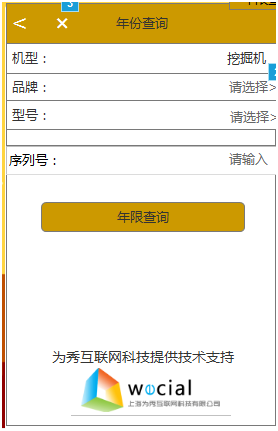 3
< × 年份查询
机型： 挖掘机
品牌： 请选择>
型号： 请选择>
序列号： 请输入
年限查询
为秀互联网科技提供技术支持
wecial
上海为秀互联网科技有限公司